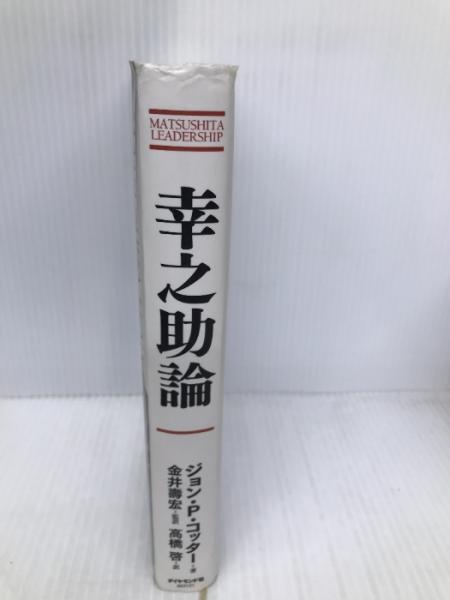 MATSUSHITA
LEADERSHIP
幸之助論
ジョン・P・コッター・著
金井壽宏・監訳 高橋 啓・訳
ダイヤモンド社